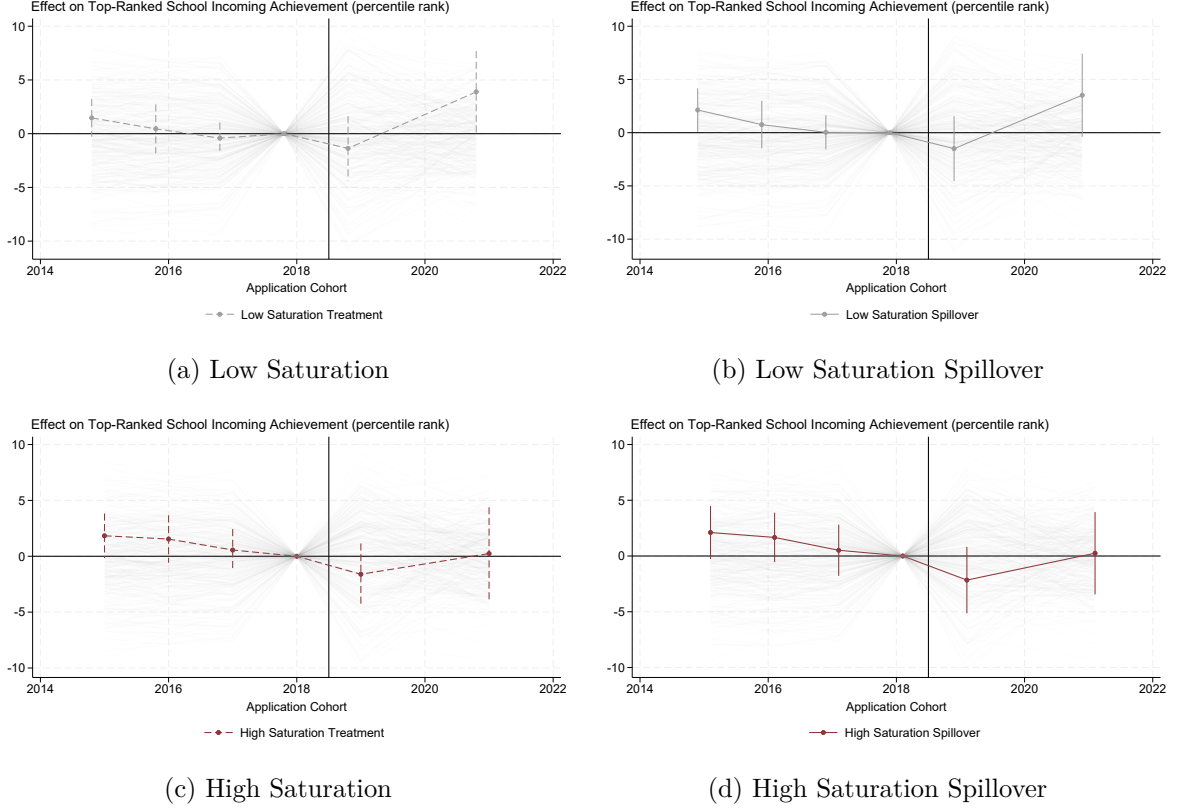 Effect on Top-Ranked School Incoming Achievement (percentile rank)
10
5
0
-5
-10
2014 2016 2018 2020 2022
Application Cohort
Low Saturation Treatment
(a) Low Saturation
Effect on Top-Ranked School Incoming Achievement (percentile rank)
10
5
0
-5
-10
2014 2016 2018 2020 2022
Application Cohort
Low Saturation Spillover
(b) Low Saturation Spillover
Effect on Top-Ranked School Incoming Achievement (percentile rank)
10
5
0
-5
-10
2014 2016 2018 2020 2022
Application Cohort
High Saturation Treatment
(c) High Saturation
Effect on Top-Ranked School Incoming Achievement (percentile rank)
10
5
0
-5
-10
2014 2016 2018 2020 2022
Application Cohort
High Saturation Spillover
(d) High Saturation Spillover